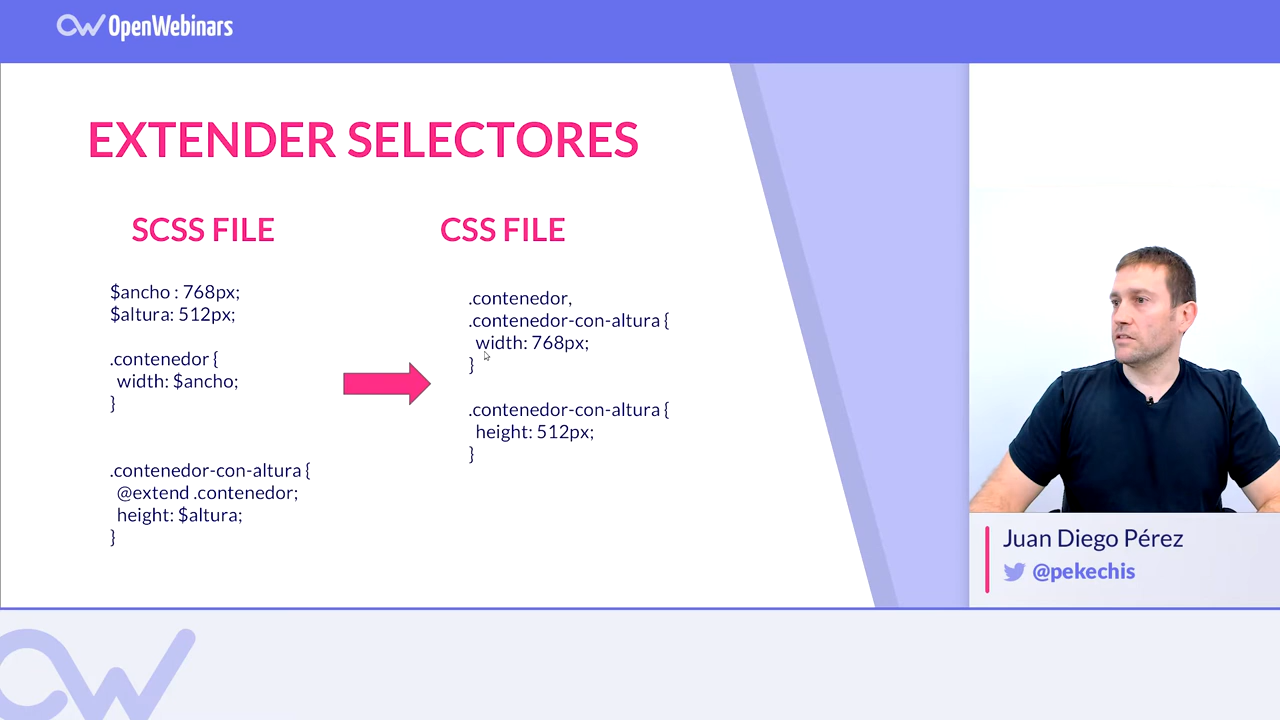 OpenWebinars
EXTENDER SELECTORES
SCSS FILE
$ancho : 768px;
$altura: 512px;
.contenedor {
width: $ancho;
}
.contenedor-con-altura {
@extend .contenedor;
height: $altura;
}
CSS FILE
.contenedor,
.contenedor-con-altura {
width: 768px;
}
.contenedor-con-altura {
height: 512px;
}
Juan Diego Pérez
@pekechis